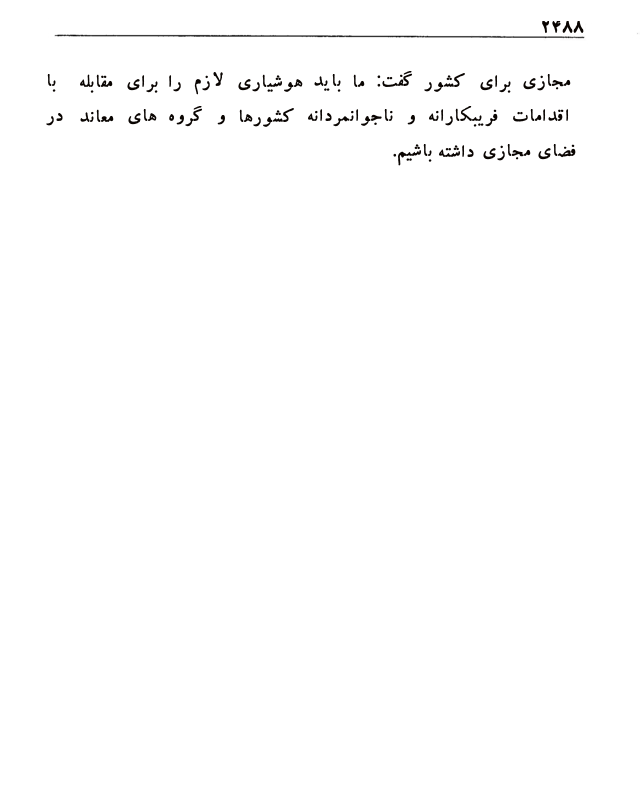 ۲۴۸۸
مجازی برای کشور گفت: ما باید هوشیاری لازم را برای مقابله با
اقدامات فریبکارانه و ناجوانمردانه کشورها و گروه های معاند در
فضای مجازی داشته باشیم.